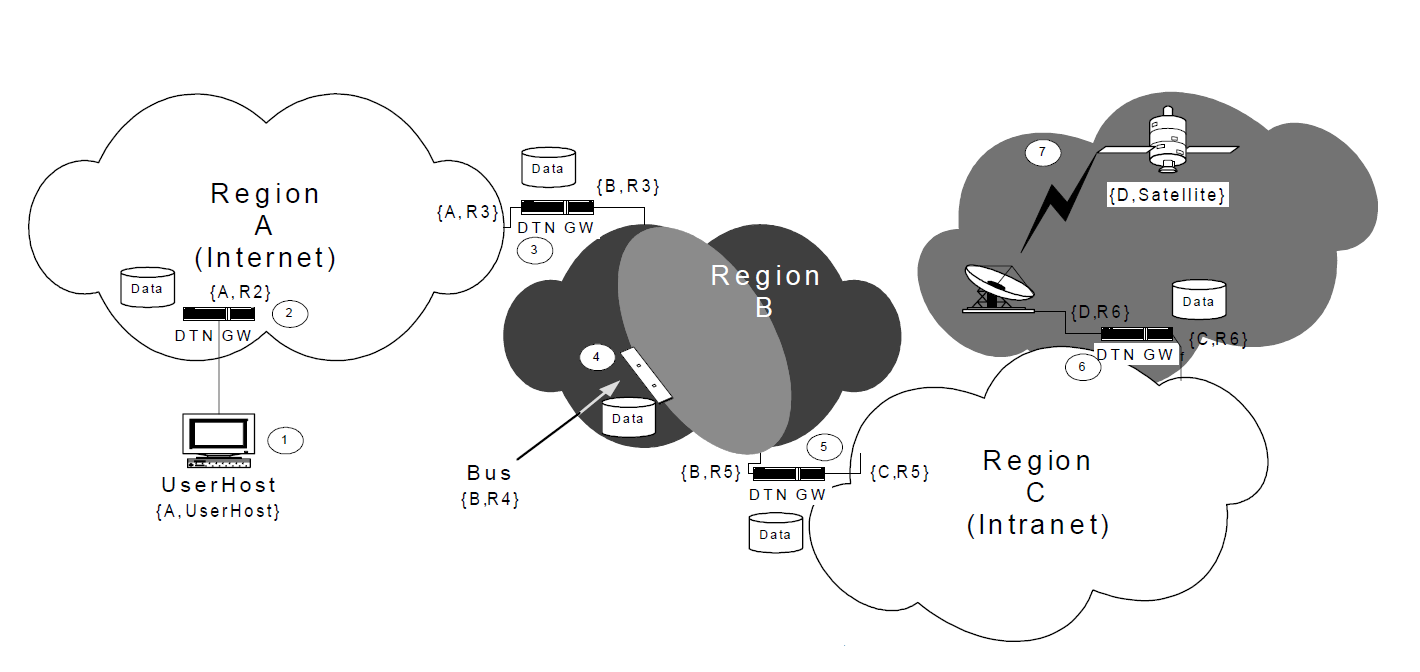 Region
A
(Internet)
Data
{A,R2}
2
DTN GW
1
UserHost
{A,UserHost}
Data
{B,R3}
{A,R3}
DTN GW
3
Region
B
4
Data
Bus
{B,R4}
5
{B,R5}
{C,R5}
DTN GW
Data
7
{D,Satellite}
Data
{D,R6}
{C,R6}
DTN GW
f
6
Region
C
(Intranet)